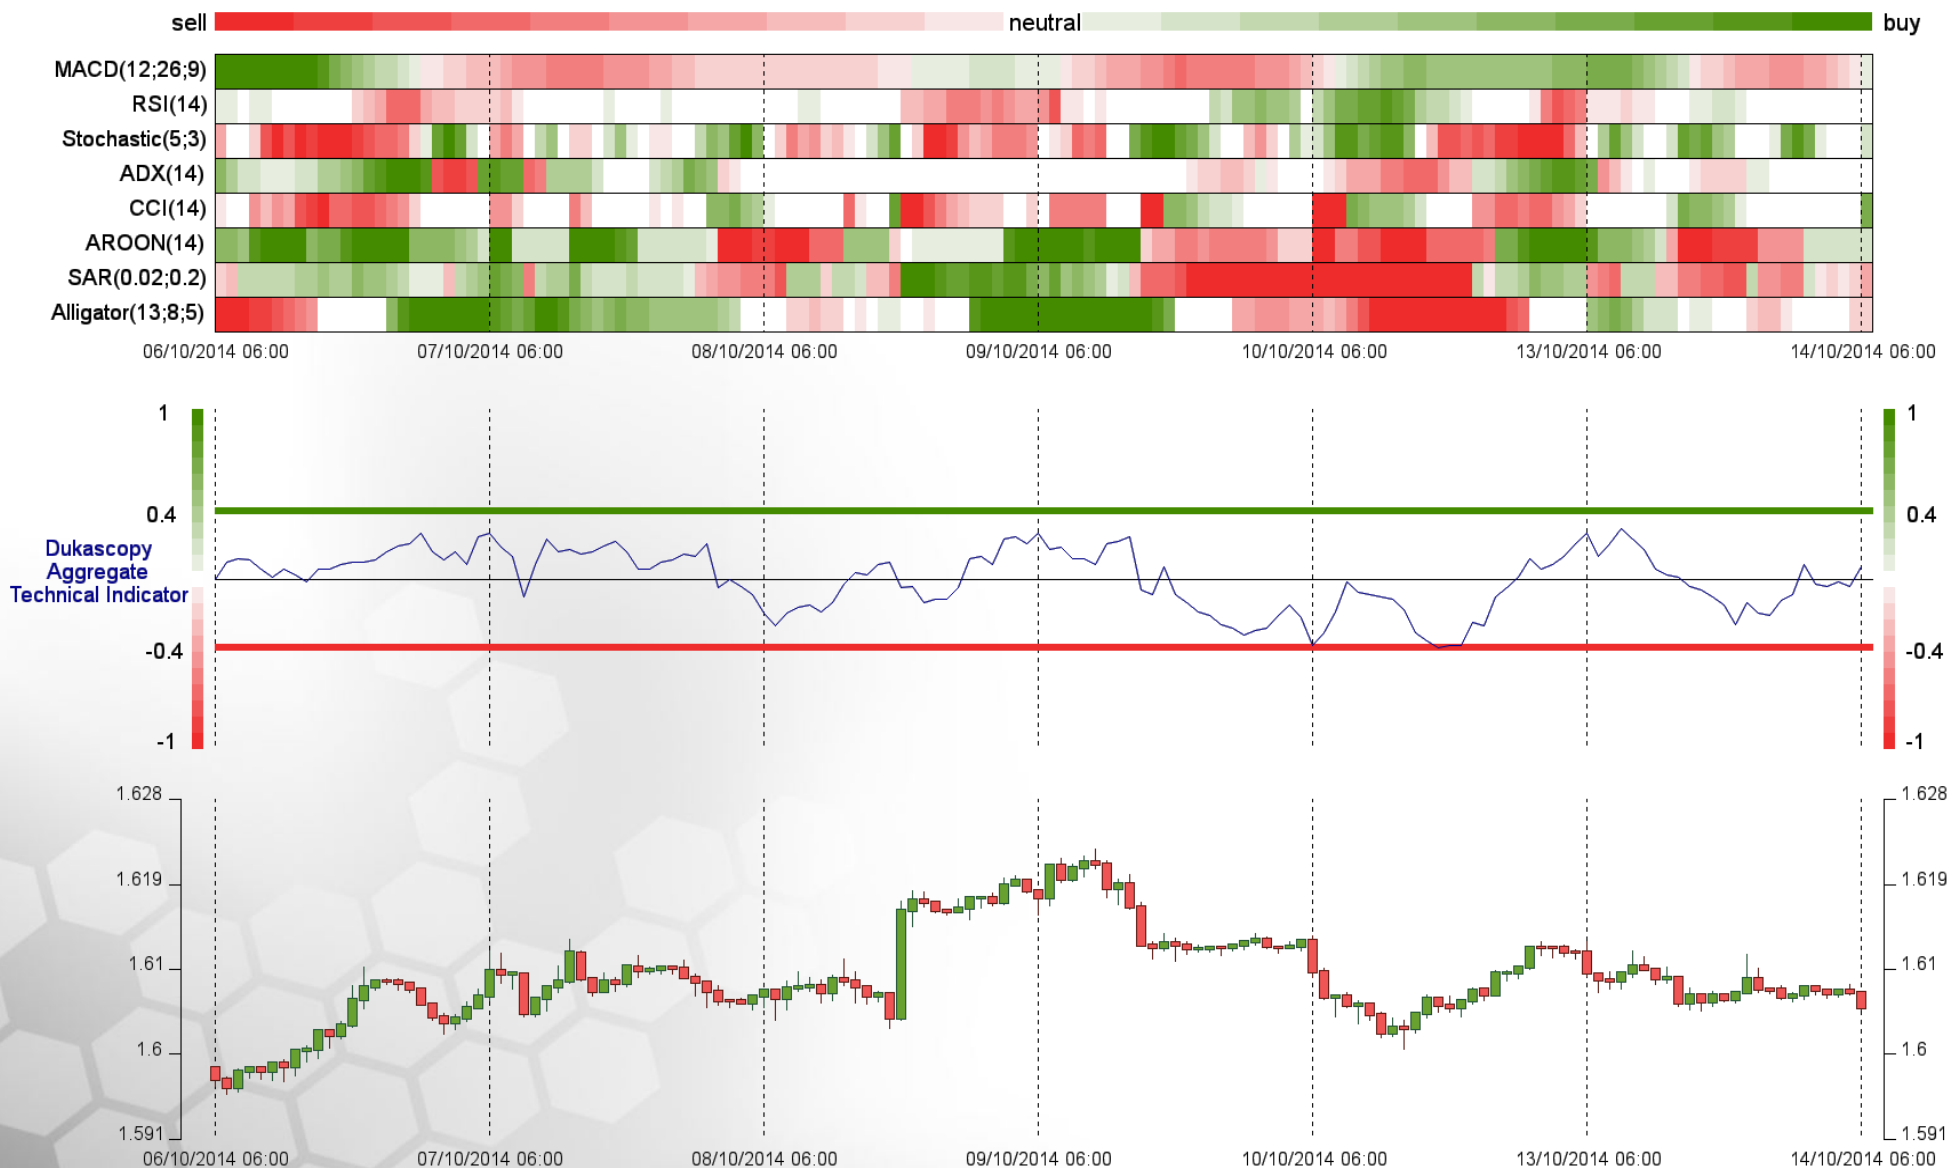 sell neutral buy
MACD(12;26;9)
RSI(14)
Stochastic(5;3)
ADX(14)
CCI(14)
AROON(14)
SAR(0.02;0.2)
Alligator(13;8;5)
06/10/2014 06:00 07/10/2014 06:00 08/10/2014 06:00 09/10/2014 06:00 10/10/2014 06:00 13/10/2014 06:00 14/10/2014 06:00
1 1
0.4 0.4
Dukascopy
Aggregate
Technical Indicator
-0.4 -0.4
-1 -1
1.628 1.628
1.619 1.619
1.61 1.61
1.6 1.6
1.591 1.591
06/10/2014 06:00 07/10/2014 06:00 08/10/2014 06:00 09/10/2014 06:00 10/10/2014 06:00 13/10/2014 06:00 14/10/2014 06:00